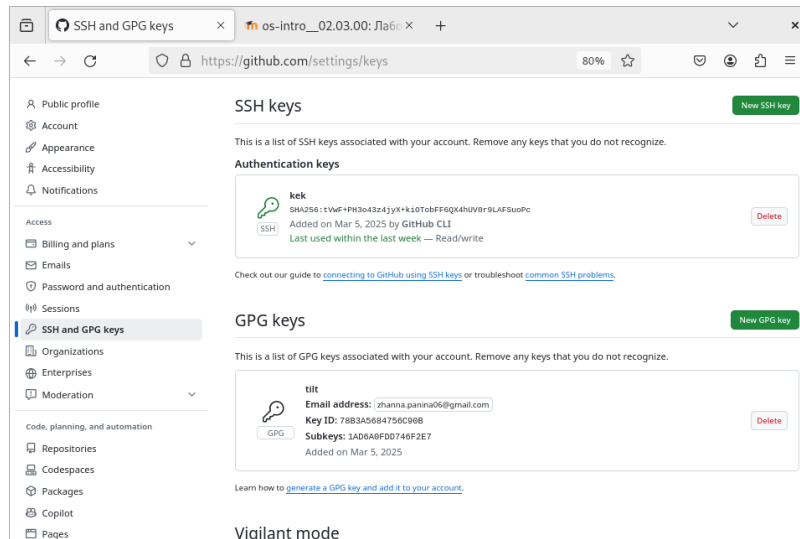 SSH and GPG keys
os-intro__02.03.00: Лабо
https://github.com/settings/keys
80%
Public profile
Account
Appearance
Accessibility
Notifications
Access
Billing and plans
Emails
Password and authentication
Sessions
SSH and GPG keys
Organizations
Enterprises
Moderation
Code, planning, and automation
Repositories
Codespaces
Packages
Copilot
Pages
SSH keys
New SSH key
This is a list of SSH keys associated with your account. Remove any keys that you do not recognize.
Authentication keys
kek
SHA256:tVwF+PH3o43z4jyX+kiOTobFF6QX4hUV0r9LAFSuoPc
Added on Mar 5, 2025 by GitHub CLI
Last used within the last week — Read/write
SSH
Delete
Check out our guide to connecting to GitHub using SSH keys or troubleshoot common SSH problems.
GPG keys
New GPG key
This is a list of GPG keys associated with your account. Remove any keys that you do not recognize.
tilt
Email address: zhanna.panina06@gmail.com
Key ID: 78B3A5684756C90B
Subkeys: 1AD6A0FDD746F2E7
Added on Mar 5, 2025
GPG
Delete
Learn how to generate a GPG key and add it to your account.
Vigilant mode